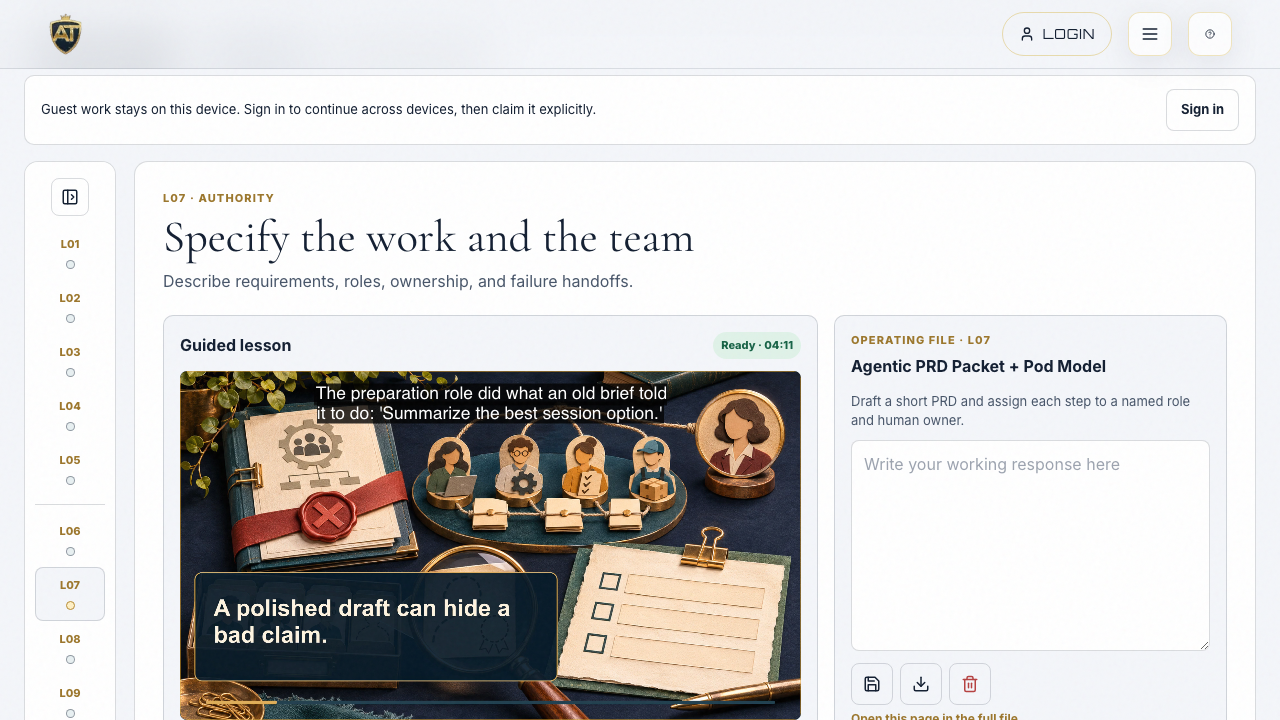 AT
LOGIN
Guest work stays on this device. Sign in to continue across devices, then claim it explicitly.
Sign in
L01
L02
L03
L04
L05
L06
L07
L08
L09
L07 · AUTHORITY
Specify the work and the team
Describe requirements, roles, ownership, and failure handoffs.
Guided lesson
Ready · 04:11
The preparation role did what an old brief told
it to do: 'Summarize the best session option.'
A polished draft can hide a
bad claim.
OPERATING FILE · L07
Agentic PRD Packet + Pod Model
Draft a short PRD and assign each step to a named role
and human owner.
Write your working response here
Open this page in the full file